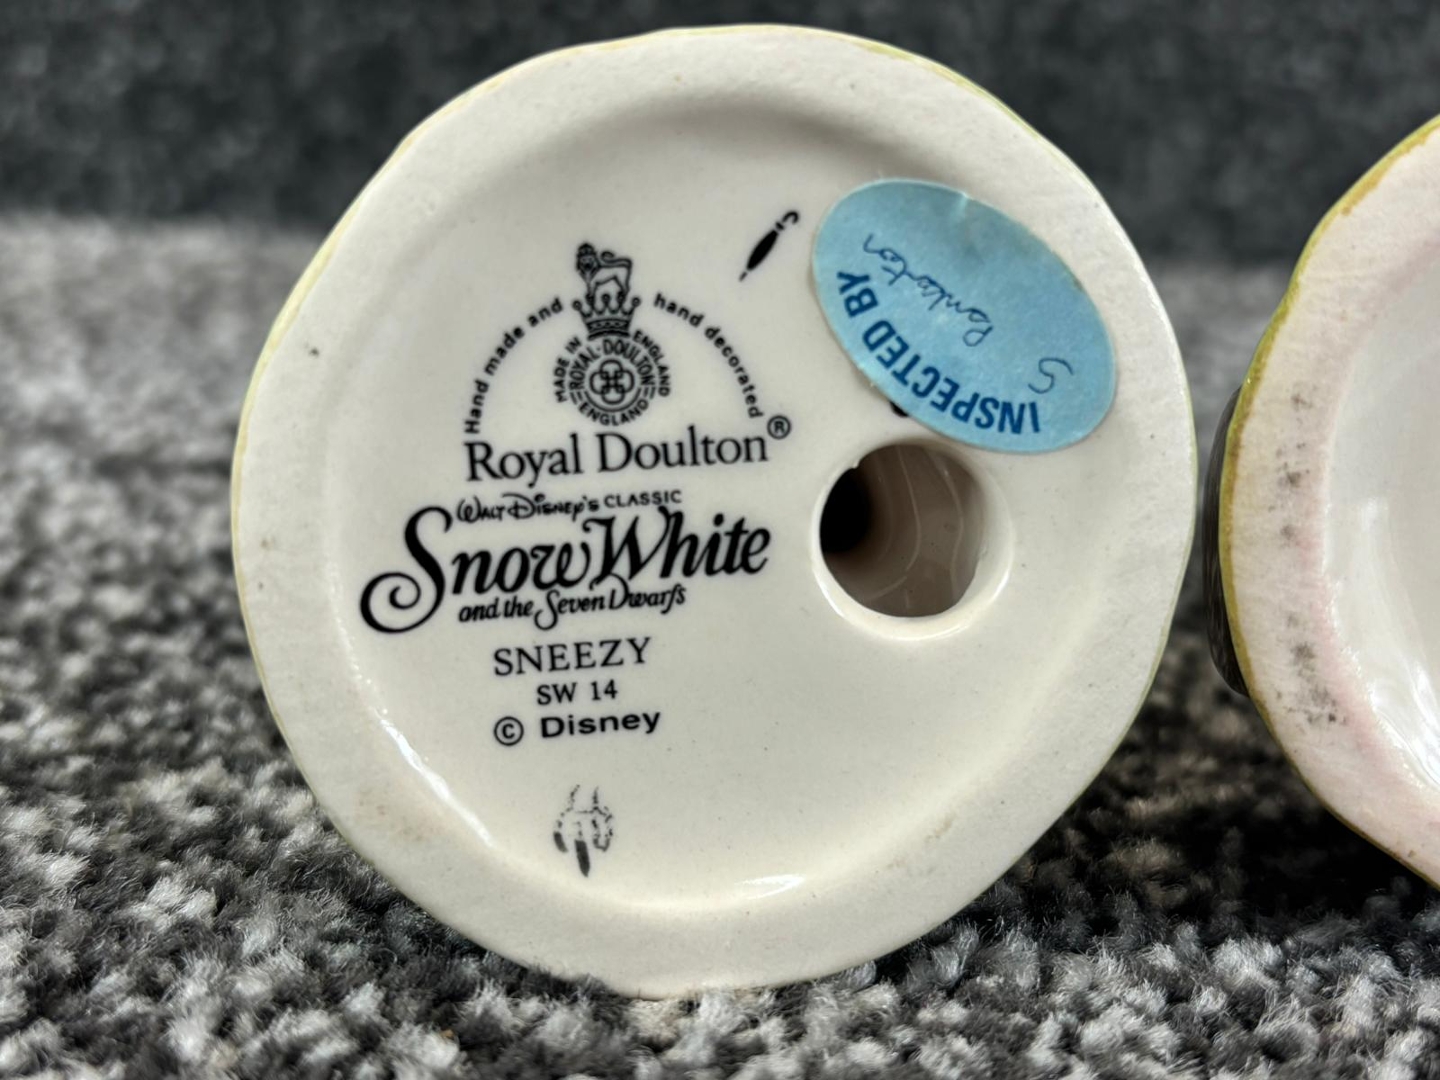 Hand made and hand decorated
MADE IN ENGLAND
ROYAL·DOULTON
ENGLAND
Royal Doulton®
WALT DISNEY'S CLASSIC
Snow White
and the Seven Dwarfs
SNEEZY
SW 14
© Disney
INSPECTED BY
S